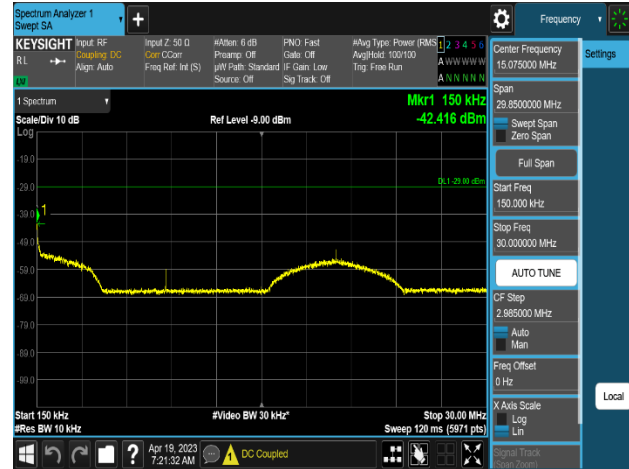 Spectrum Analyzer 1
Swept SA
Frequency
KEYSIGHT
RL
Input: RF
Coupling: DC
Align: Auto
Input Z: 50 Ω
Corr CCorr
Freq Ref: Int (S)
#Atten: 6 dB
Preamp: Off
µW Path: Standard
Source: Off
PNO: Fast
Gate: Off
IF Gain: Low
Sig Track: Off
#Avg Type: Power (RMS
Avg|Hold: 100/100
Trig: Free Run
1 2 3 4 5 6
A W W W W W
A N N N N N
1 Spectrum
Scale/Div 10 dB
Log
Ref Level -9.00 dBm
Mkr1 150 kHz
-42.416 dBm
DL1 -29.00 dBm
1
-19.0
-29.0
-39.0
-49.0
-59.0
-69.0
-79.0
-89.0
-99.0
Start 150 kHz
#Res BW 10 kHz
#Video BW 30 kHz*
Stop 30.00 MHz
Sweep 120 ms (5971 pts)
Apr 19, 2023
7:21:32 AM
DC Coupled
Center Frequency
15.075000 MHz
Settings
Span
29.8500000 MHz
Swept Span
Zero Span
Full Span
Start Freq
150.000 kHz
Stop Freq
30.000000 MHz
AUTO TUNE
CF Step
2.985000 MHz
Auto
Man
Freq Offset
0 Hz
X Axis Scale
Log
Lin
Local
Signal Track
(Span Zoom)